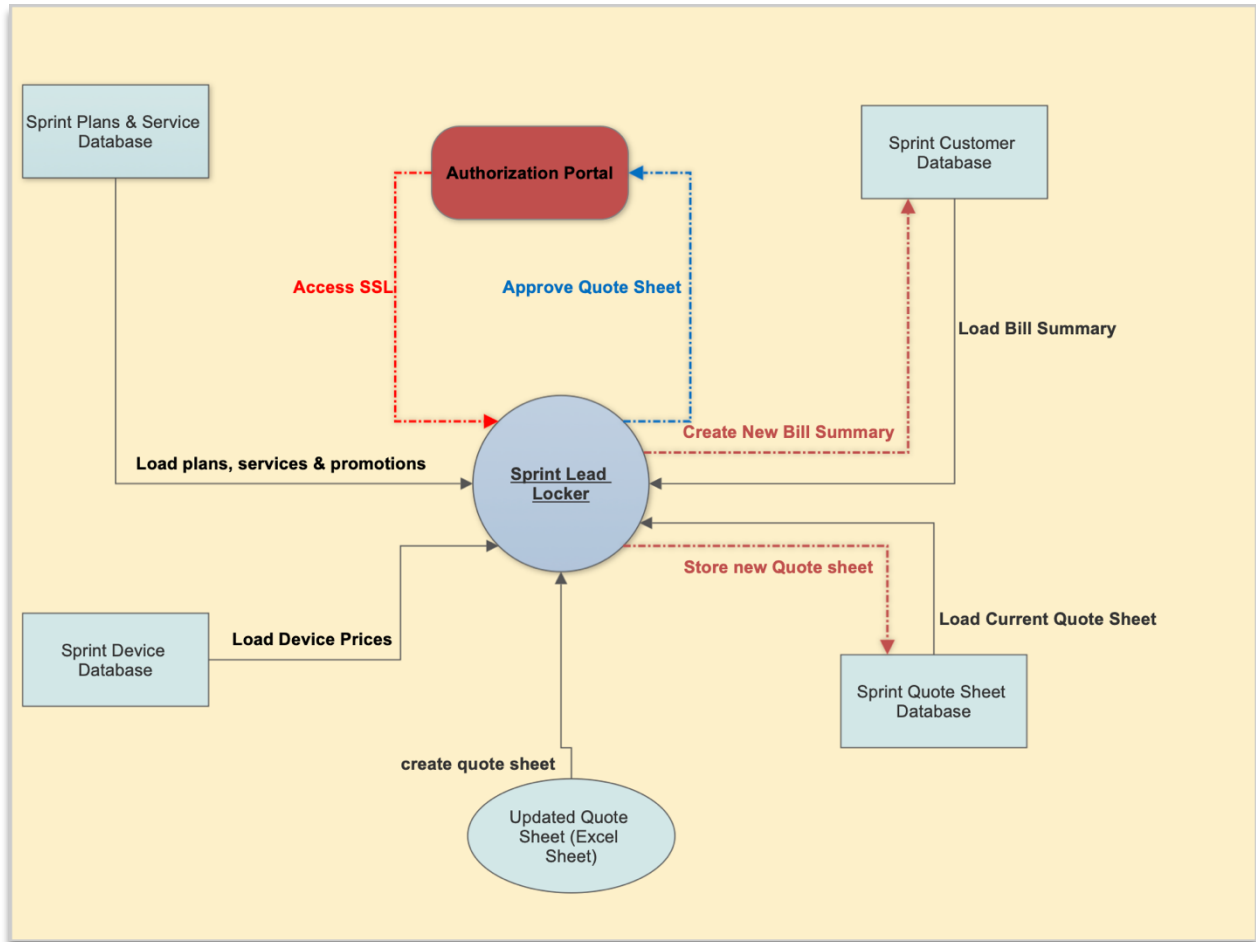 Sprint Plans & Service
Database
Authorization Portal
Sprint Customer
Database
Access SSL
Approve Quote Sheet
Load Bill Summary
Create New Bill Summary
Load plans, services & promotions
Sprint Lead
Locker
Store new Quote sheet
Load Current Quote Sheet
Load Device Prices
Sprint Device
Database
Sprint Quote Sheet
Database
create quote sheet
Updated Quote
Sheet (Excel
Sheet)